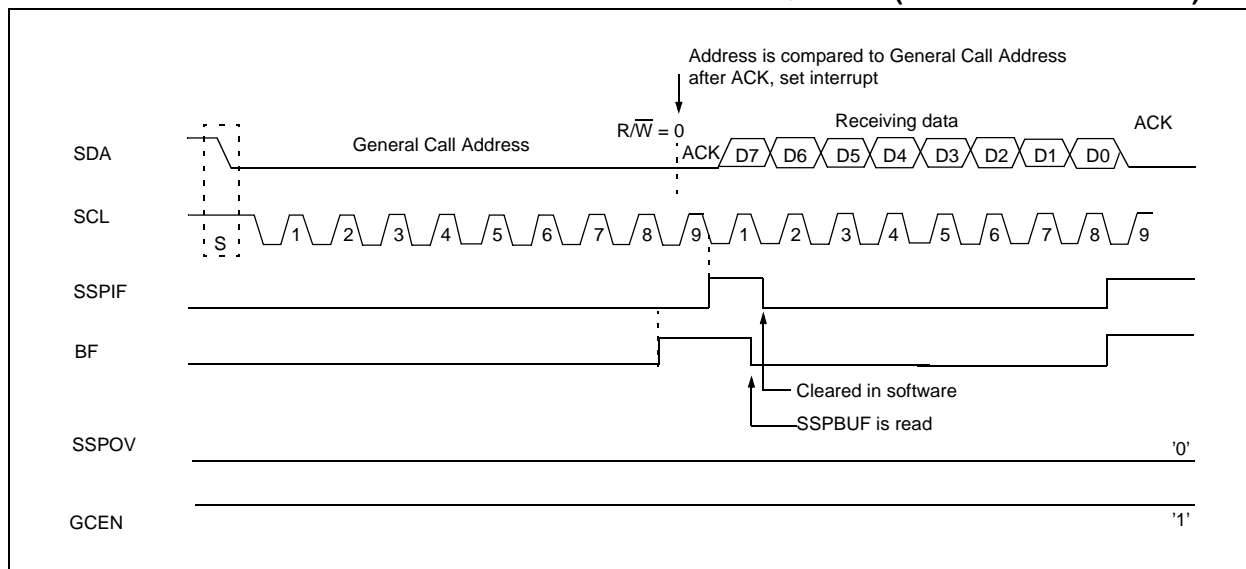 Address is compared to General Call Address
after ACK, set interrupt
R/W = 0
Receiving data
ACK
SDA
General Call Address
ACK
D7
D6
D5
D4
D3
D2
D1
D0
SCL
S
1
2
3
4
5
6
7
8
9
1
2
3
4
5
6
7
8
9
SSPIF
BF
Cleared in software
SSPBUF is read
SSPOV
'0'
GCEN
'1'